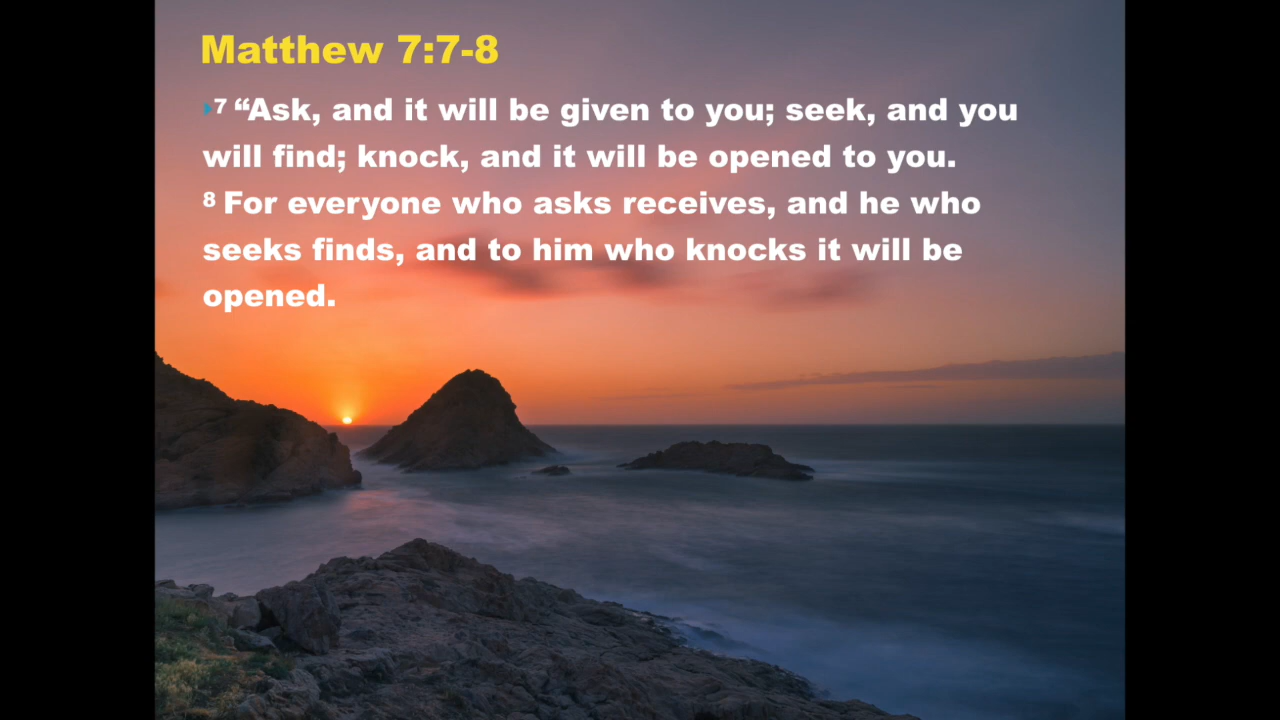 Matthew 7:7-8
7 “Ask, and it will be given to you; seek, and you
will find; knock, and it will be opened to you.
8 For everyone who asks receives, and he who
seeks finds, and to him who knocks it will be
opened.